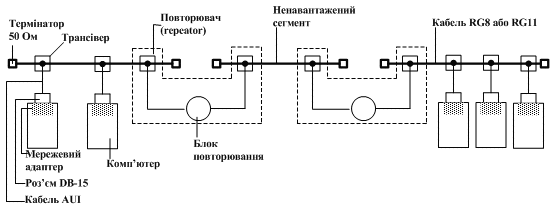 Термінатор
50 Ом
Трансівер
Повторювач
(repeator)
Ненавантажений
сегмент
Кабель RG8 або RG11
Мережевий
адаптер
Роз'єм DB-15
Кабель AUI
Комп'ютер
Блок
повторювання